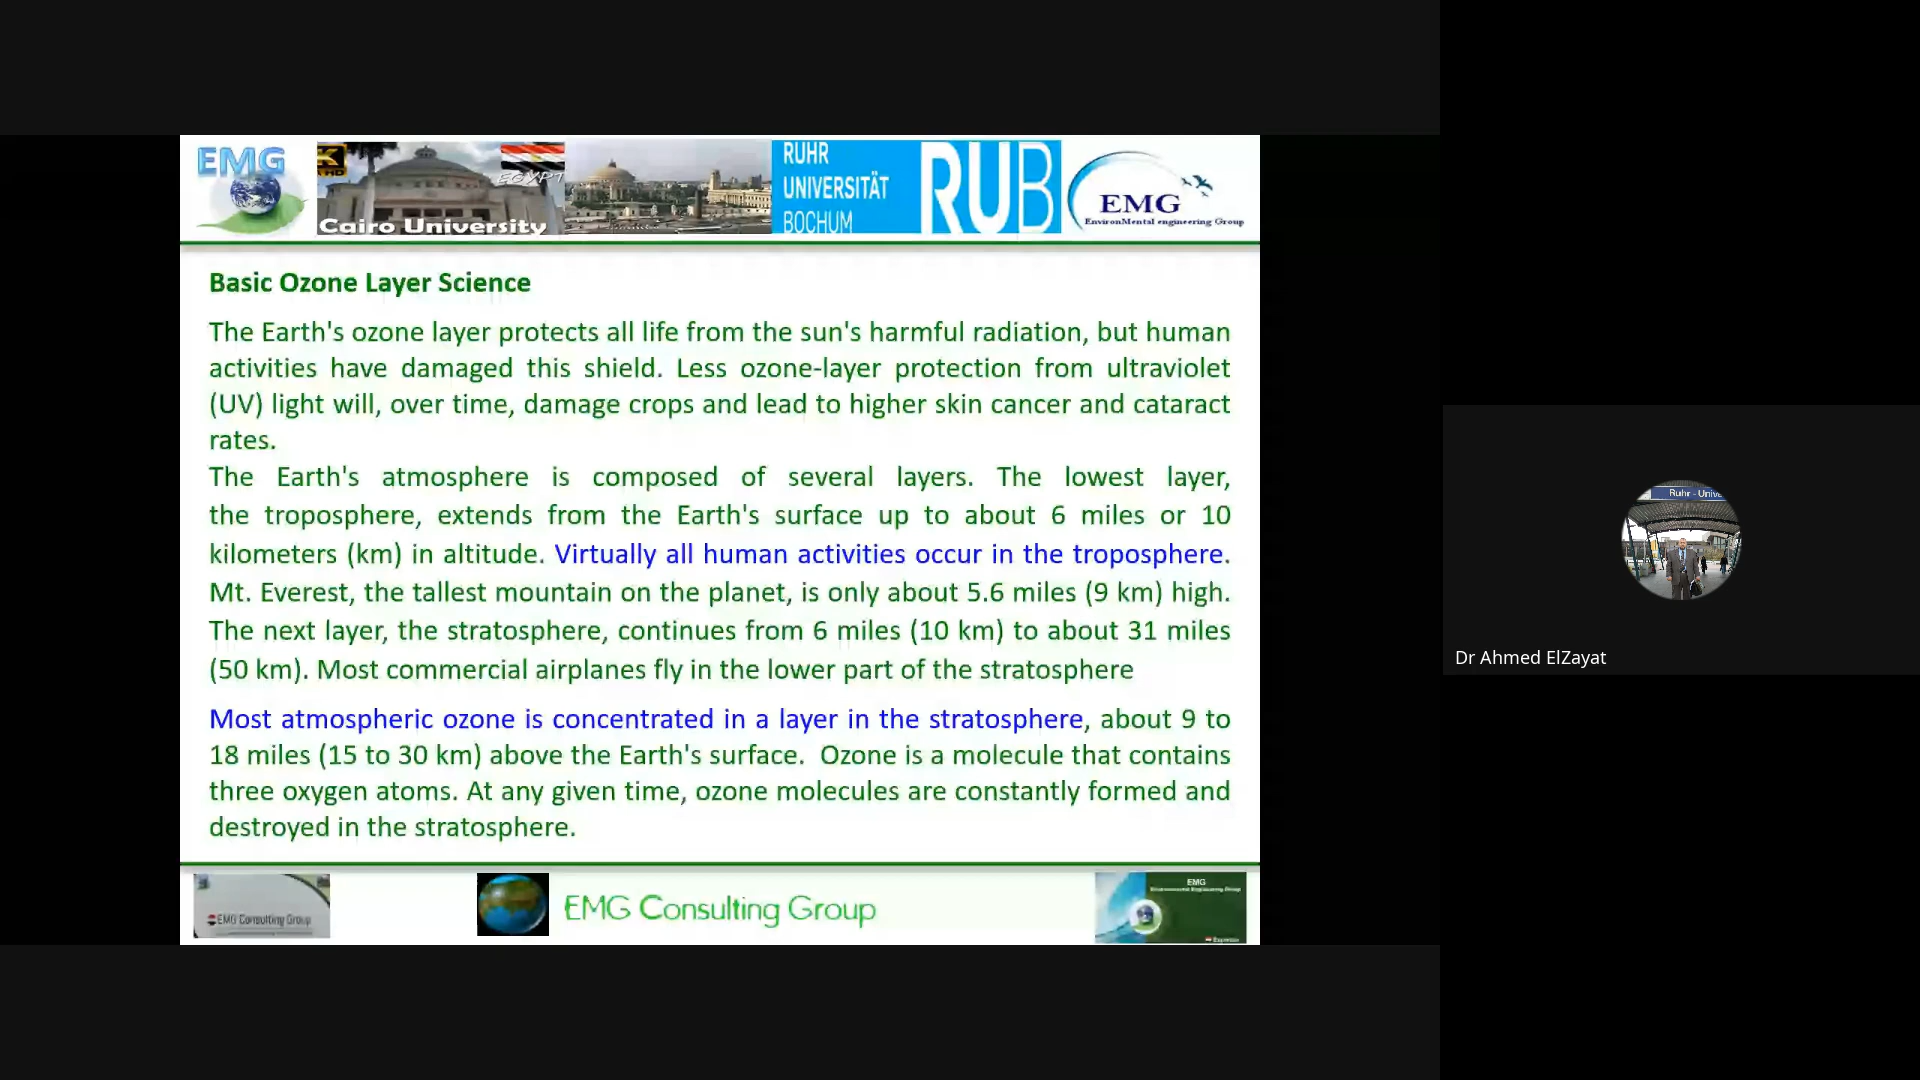 EMG
K
HD
EGYPT
Cairo University
RUHR
UNIVERSITÄT
BOCHUM
RUB
EMG
EnvironMental engineering Group
Basic Ozone Layer Science
The Earth's ozone layer protects all life from the sun's harmful radiation, but human
activities have damaged this shield. Less ozone-layer protection from ultraviolet
(UV) light will, over time, damage crops and lead to higher skin cancer and cataract
rates.
The Earth's atmosphere is composed of several layers. The lowest layer,
the troposphere, extends from the Earth's surface up to about 6 miles or 10
kilometers (km) in altitude. Virtually all human activities occur in the troposphere.
Mt. Everest, the tallest mountain on the planet, is only about 5.6 miles (9 km) high.
The next layer, the stratosphere, continues from 6 miles (10 km) to about 31 miles
(50 km). Most commercial airplanes fly in the lower part of the stratosphere
Most atmospheric ozone is concentrated in a layer in the stratosphere, about 9 to
18 miles (15 to 30 km) above the Earth's surface. Ozone is a molecule that contains
three oxygen atoms. At any given time, ozone molecules are constantly formed and
destroyed in the stratosphere.
EMG Consulting Group
EMG Consulting Group
EMG
Environmental Engineering Group
Ruhr - Unive
Dr Ahmed ElZayat